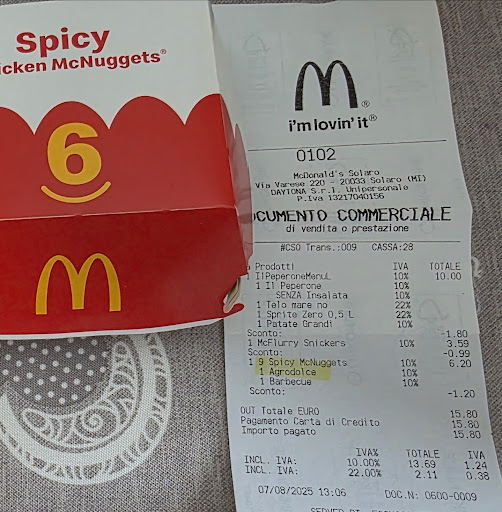 Spicy
icken McNuggets®
6
i'm lovin' it®
0102
McDonald's Solaro
Via Varese 220 - 20033 Solaro (MI)
DAYTONA S.r.l. Unipersonale
P.Iva 13217040156
OCUMENTO COMMERCIALE
di vendita o prestazione
#CSO Trans.:009 CASSA:28
Prodotti IVA TOTALE
1 IlPeperoneMenuL 10% 10.00
1 Il Peperone 10%
SENZA Insalata 10%
1 Telo mare no 22%
1 Sprite Zero 0,5 L 22%
1 Patate Grandi 10%
Sconto: -1.80
1 McFlurry Snickers 10% 3.59
Sconto: -0.99
1 9 Spicy McNuggets 10% 6.20
1 Agrodolce 10%
1 Barbecue 10%
Sconto: -1.20
OUT Totale EURO 15.80
Pagamento Carta di Credito 15.80
Importo pagato 15.80
IVA% TOTALE IVA
INCL. IVA: 10.00% 13.69 1.24
INCL. IVA: 22.00% 2.11 0.38
07/08/2025 13:06 DOC.N: 0600-0009